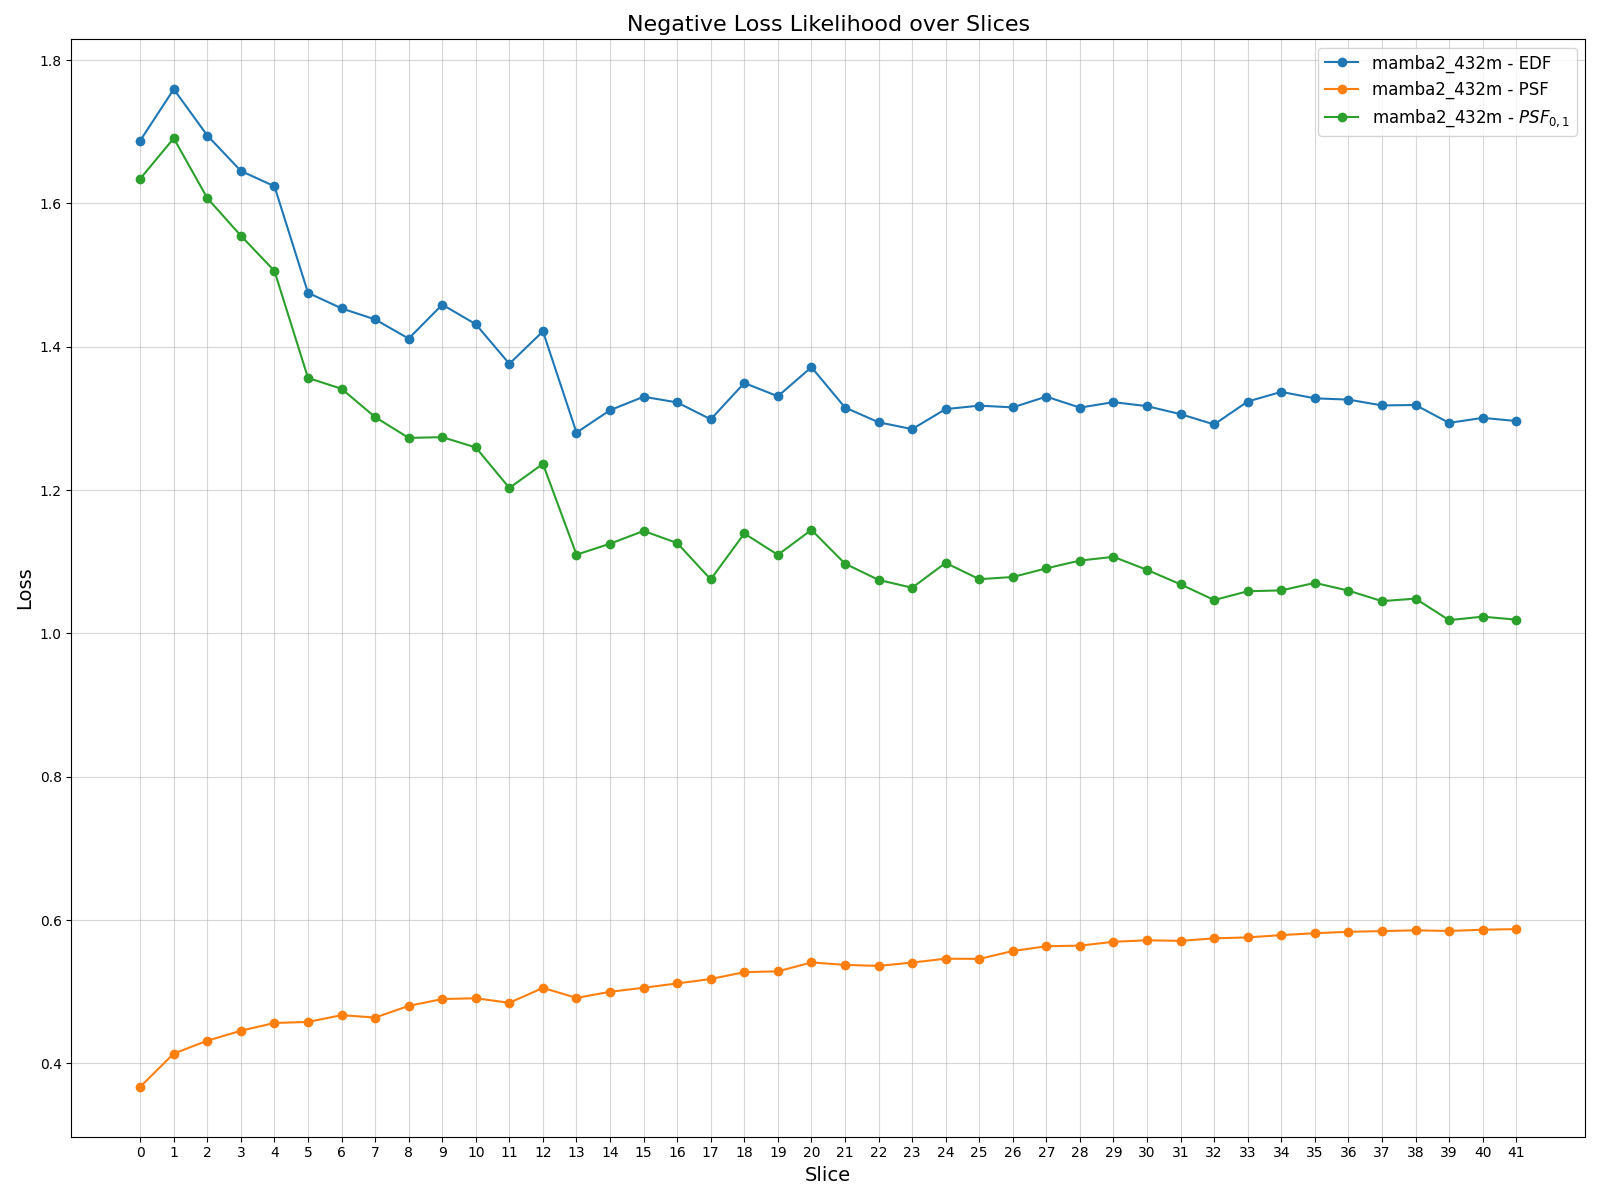 Negative Loss Likelihood over Slices
mamba2_432m - EDF
mamba2_432m - PSF
mamba2_432m - PSF0,1
1.8
1.6
1.4
1.2
1.0
0.8
0.6
0.4
Loss
0 1 2 3 4 5 6 7 8 9 10 11 12 13 14 15 16 17 18 19 20 21 22 23 24 25 26 27 28 29 30 31 32 33 34 35 36 37 38 39 40 41
Slice